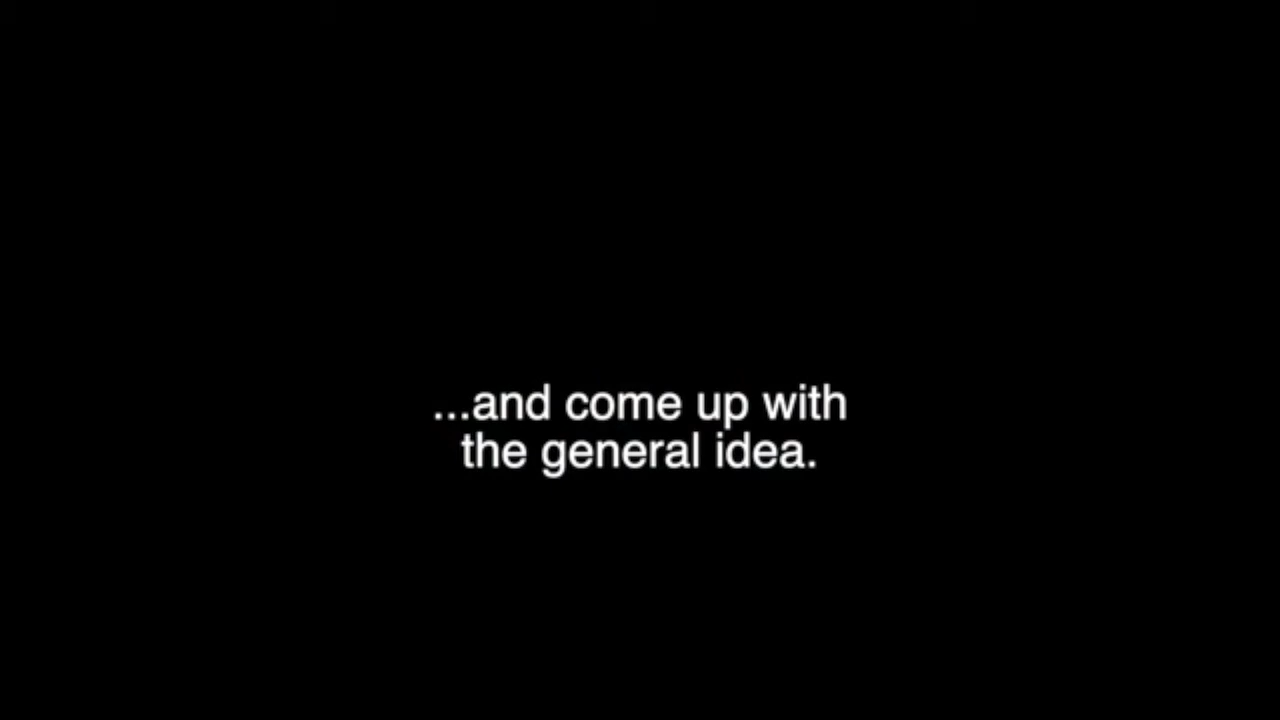 ...and come up with
the general idea.